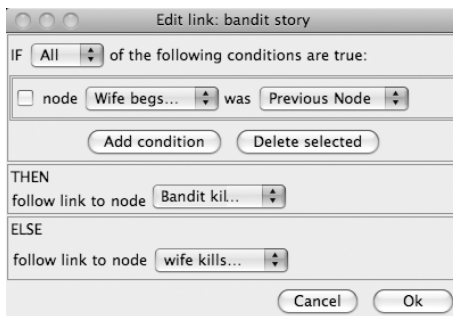 Edit link: bandit story
IF All of the following conditions are true:
node Wife begs... was Previous Node
Add condition Delete selected
THEN
follow link to node Bandit kil...
ELSE
follow link to node wife kills...
Cancel Ok